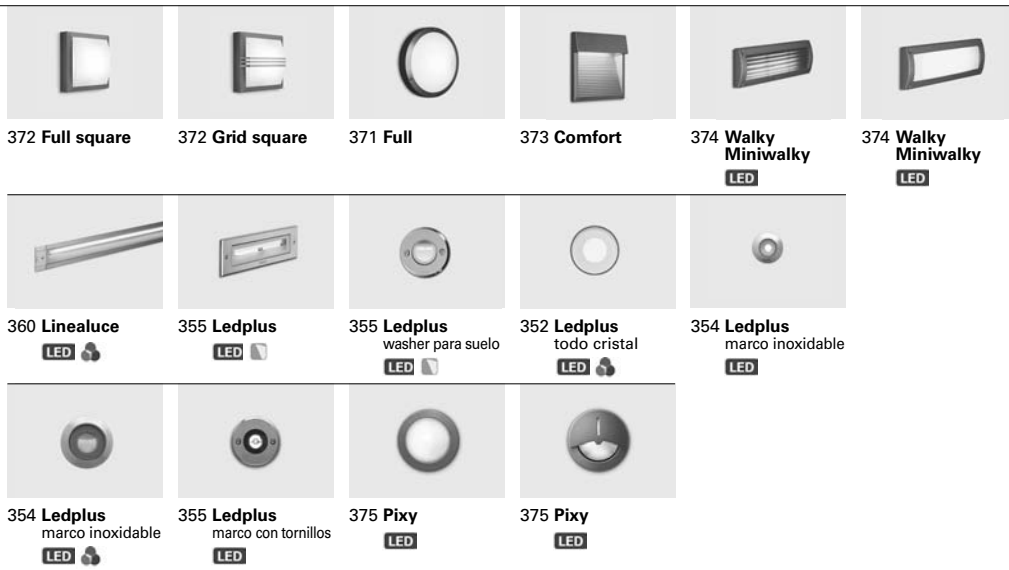 372 Full square
372 Grid square
371 Full
373 Comfort
374 Walky
Miniwalky
LED
374 Walky
Miniwalky
LED
360 Linealuce
LED
355 Ledplus
LED
355 Ledplus
washer para suelo
LED
352 Ledplus
todo cristal
LED
354 Ledplus
marco inoxidable
LED
354 Ledplus
marco inoxidable
LED
355 Ledplus
marco con tornillos
LED
375 Pixy
LED
375 Pixy
LED